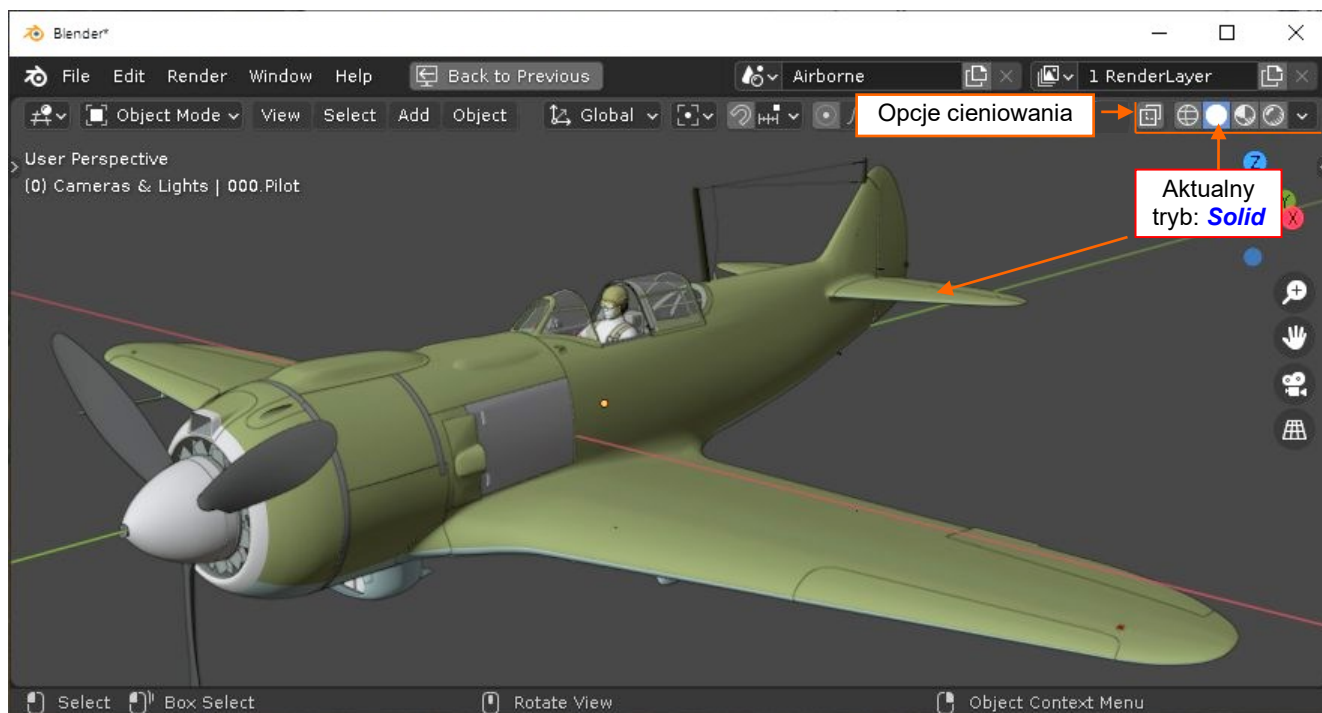 Blender*
File Edit Render Window Help Back to Previous Airborne 1 RenderLayer
Object Mode View Select Add Object Global Opcje cieniowania
User Perspective
(0) Cameras & Lights | 000.Pilot
Z
Aktualny
tryb: Solid
Y
X
Select Box Select Rotate View Object Context Menu